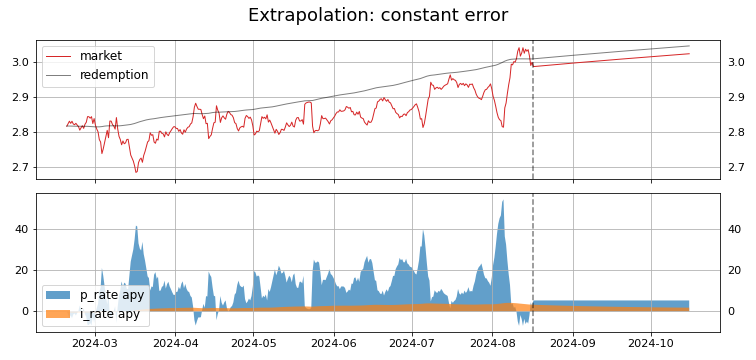 Extrapolation: constant error
market
redemption
3.0 3.0
2.9 2.9
2.8 2.8
2.7 2.7
40 40
20 20
0 0
p_rate apy
i_rate apy
2024-03 2024-04 2024-05 2024-06 2024-07 2024-08 2024-09 2024-10